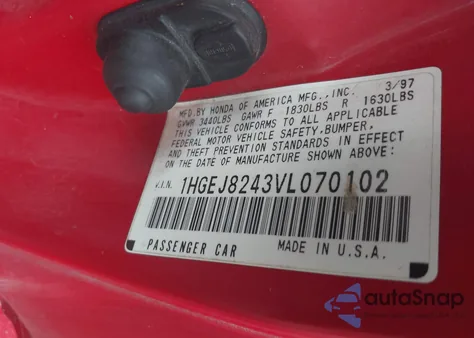 MFD.BY HONDA OF AMERICA MFG.,INC. 3/97
GVWR 3440LBS GAWR F 1830LBS R 1630LBS
THIS VEHICLE CONFORMS TO ALL APPLICABLE
FEDERAL MOTOR VEHICLE SAFETY,BUMPER,
AND THEFT PREVENTION STANDARDS IN EFFECT
ON THE DATE OF MANUFACTURE SHOWN ABOVE:
V.I.N. 1HGEJ8243VL070102
PASSENGER CAR MADE IN U.S.A.
autoSnap